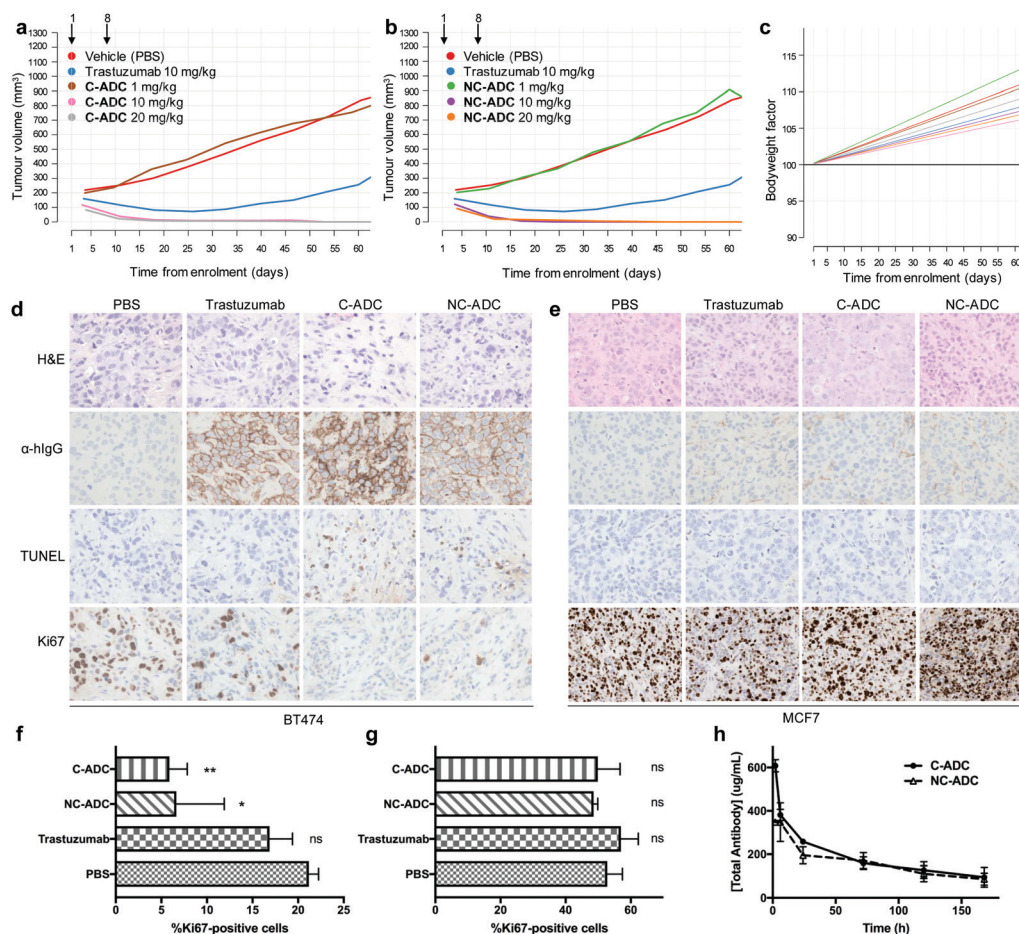 a
1 8
1300
1200
1100
1000
900
800
700
600
500
400
300
200
100
0
Tumour volume (mm³)
Vehicle (PBS)
Trastuzumab 10 mg/kg
C-ADC 1 mg/kg
C-ADC 10 mg/kg
C-ADC 20 mg/kg
1 5 10 15 20 25 30 35 40 45 50 55 60
Time from enrolment (days)
b
1 8
1300
1200
1100
1000
900
800
700
600
500
400
300
200
100
0
Tumour volume (mm³)
Vehicle (PBS)
Trastuzumab 10 mg/kg
NC-ADC 1 mg/kg
NC-ADC 10 mg/kg
NC-ADC 20 mg/kg
1 5 10 15 20 25 30 35 40 45 50 55 60
Time from enrolment (days)
c
115
110
105
100
95
90
Bodyweight factor
1 5 10 15 20 25 30 35 40 45 50 55 60
Time from enrolment (days)
d
PBS Trastuzumab C-ADC NC-ADC
H&E
α-hIgG
TUNEL
Ki67
BT474
e
PBS Trastuzumab C-ADC NC-ADC
MCF7
f
C-ADC **
NC-ADC *
Trastuzumab ns
PBS
0 5 10 15 20 25
%Ki67-positive cells
g
C-ADC ns
NC-ADC ns
Trastuzumab ns
PBS
0 20 40 60
%Ki67-positive cells
h
[Total Antibody] (ug/mL)
600
400
200
0
C-ADC
NC-ADC
0 50 100 150
Time (h)